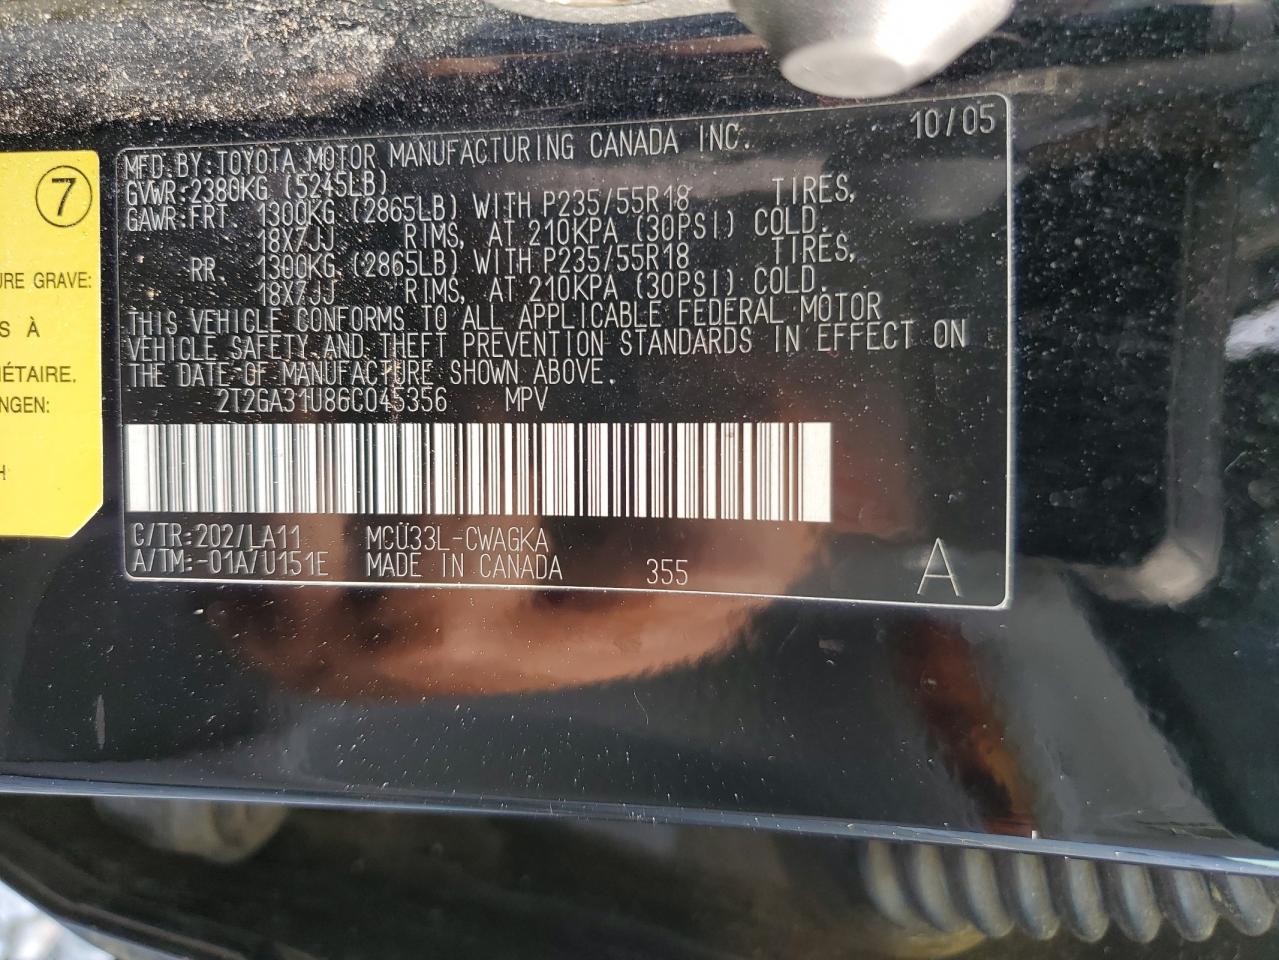 10/05
MFD. BY: TOYOTA MOTOR MANUFACTURING CANADA INC.
GVWR: 2380KG (5245LB)
GAWR: FRT 1300KG (2865LB) WITH P235/55R18 TIRES,
18X7JJ RIMS, AT 210KPA (30PSI) COLD.
RR. 1300KG (2865LB) WITH P235/55R18 TIRES,
18X7JJ RIMS, AT 210KPA (30PSI) COLD.
THIS VEHICLE CONFORMS TO ALL APPLICABLE FEDERAL MOTOR
VEHICLE SAFETY AND THEFT PREVENTION STANDARDS IN EFFECT ON
THE DATE OF MANUFACTURE SHOWN ABOVE.
2T2GA31U86C045356 MPV
C/TR: 202/LA11 MCU33L-CWAGKA
A/TM: -01A/U151E MADE IN CANADA 355 A
7
URE GRAVE:
S À
IÉTAIRE.
NGEN:
H